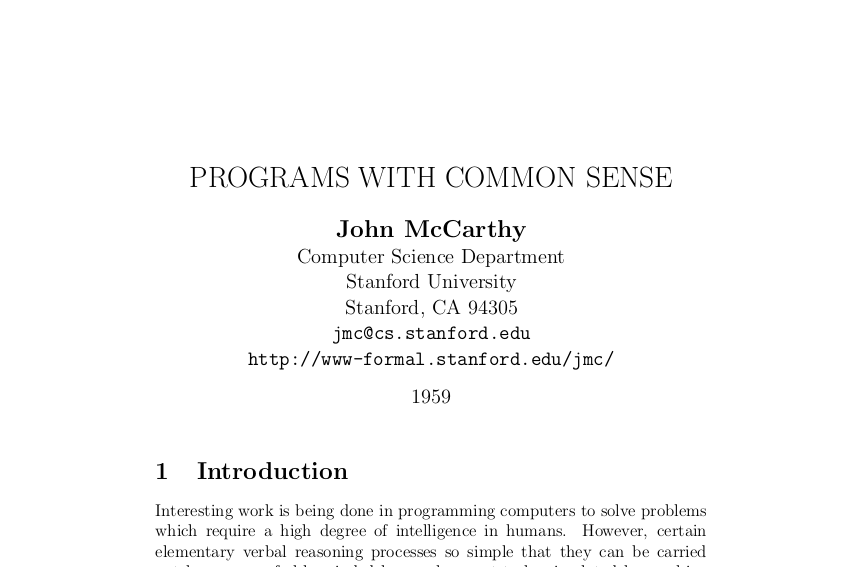 PROGRAMS WITH COMMON SENSE
John McCarthy
Computer Science Department
Stanford University
Stanford, CA 94305
jmc@cs.stanford.edu
http://www-formal.stanford.edu/jmc/
1959
1 Introduction
Interesting work is being done in programming computers to solve problems
which require a high degree of intelligence in humans. However, certain
elementary verbal reasoning processes so simple that they can be carried